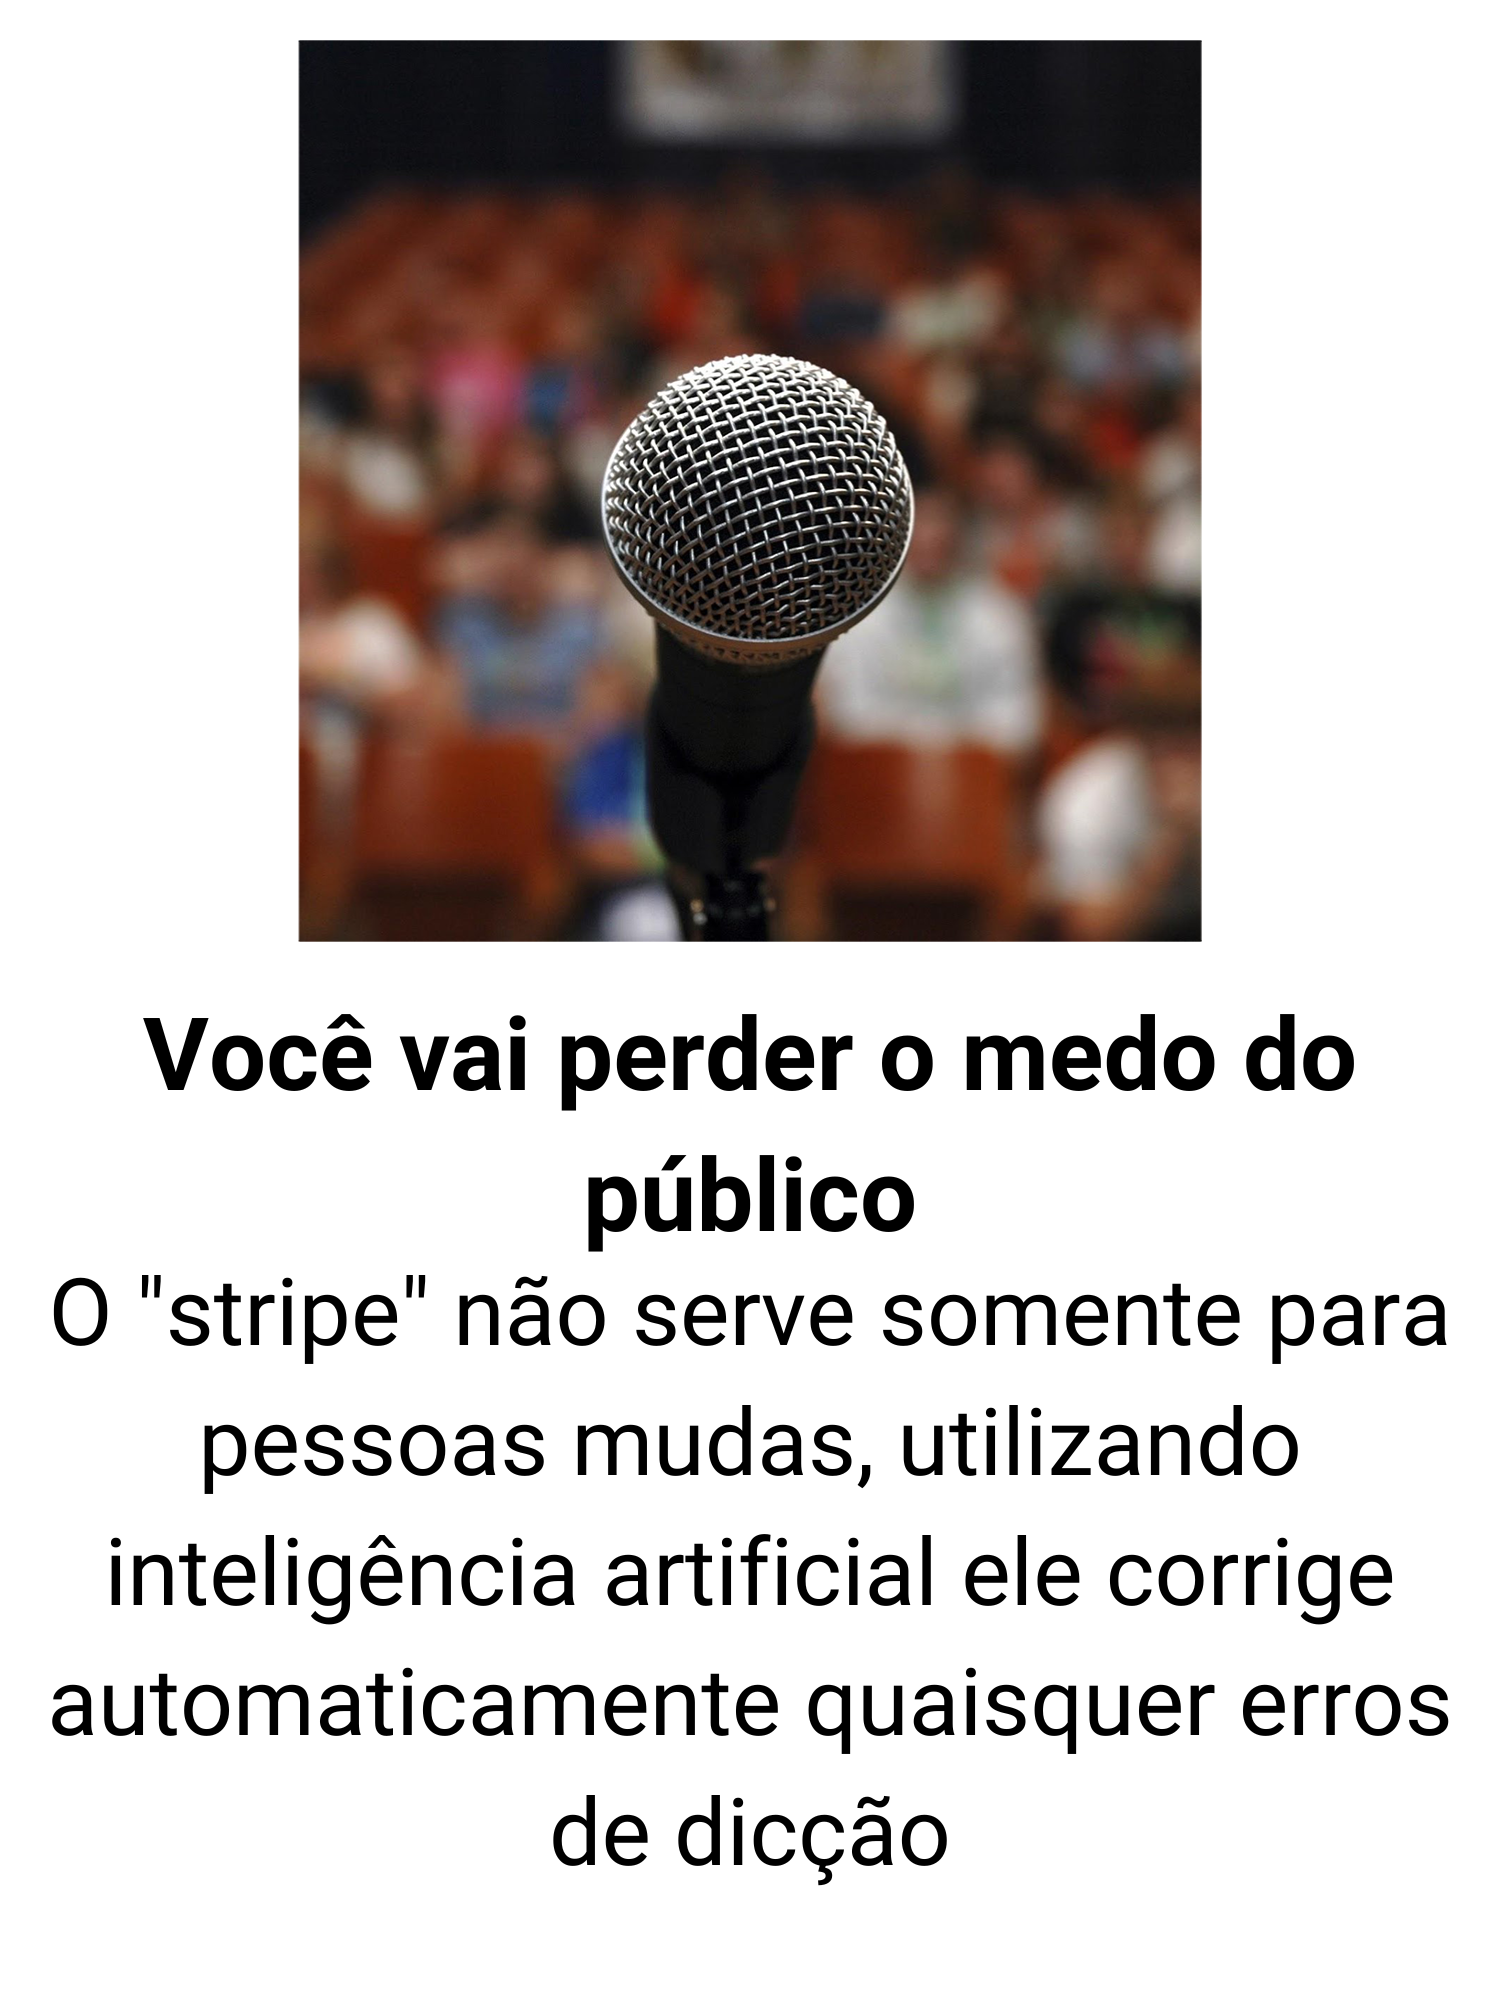 Você vai perder o medo do
público
O "stripe" não serve somente para
pessoas mudas, utilizando
inteligência artificial ele corrige
automaticamente quaisquer erros
de dicção